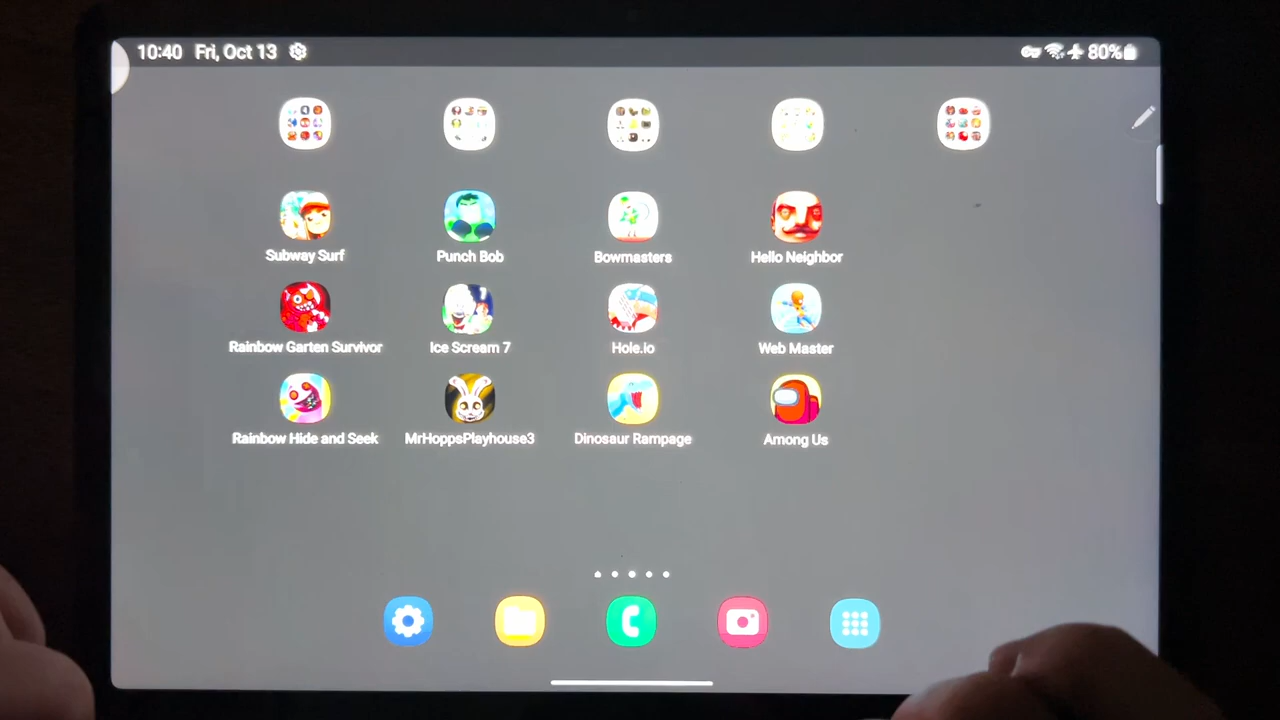 10:40 Fri, Oct 13 80%
Subway Surf Punch Bob Bowmasters Hello Neighbor
Rainbow Garten Survivor Ice Scream 7 Hole.io Web Master
Rainbow Hide and Seek MrHoppsPlayhouse3 Dinosaur Rampage Among Us